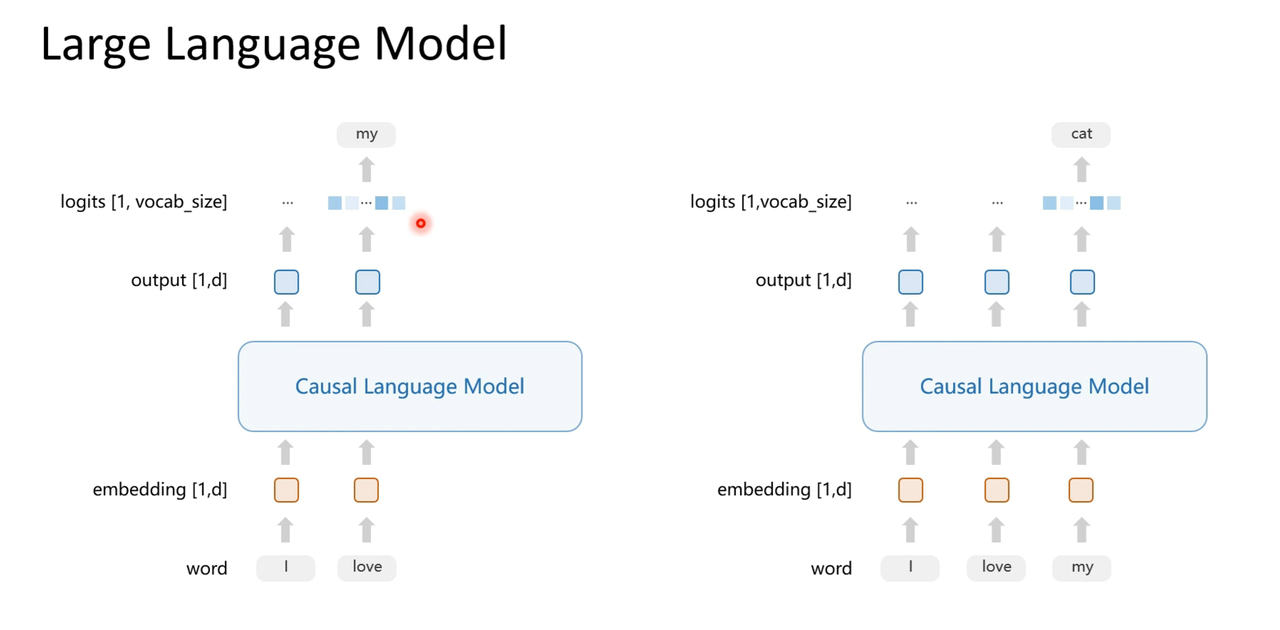 Large Language Model
my
logits [1, vocab_size]
...
...
output [1,d]
Causal Language Model
embedding [1,d]
word
I
love
cat
logits [1,vocab_size]
...
...
...
output [1,d]
Causal Language Model
embedding [1,d]
word
I
love
my